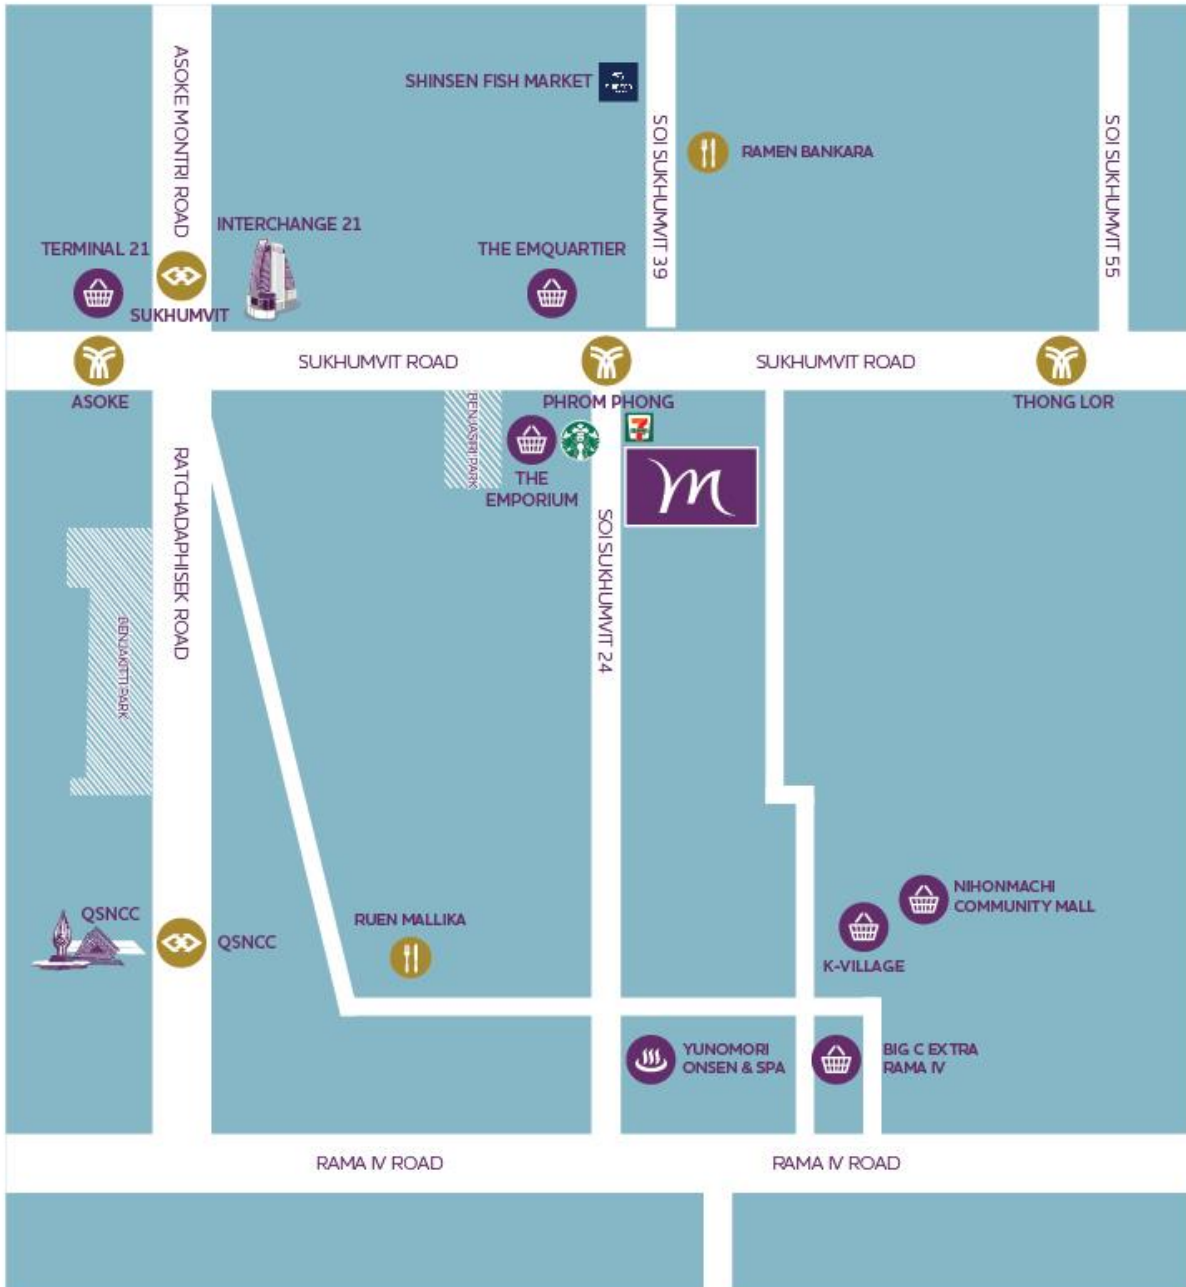 ASOKE MONTRI ROAD
SHINSEN FISH MARKET
SOI SUKHUMVIT 39
RAMEN BANKARA
SOI SUKHUMVIT 55
INTERCHANGE 21
TERMINAL 21
THE EMQUARTIER
SUKHUMVIT
SUKHUMVIT ROAD
SUKHUMVIT ROAD
ASOKE
PHROM PHONG
THONG LOR
BENJASIRI PARK
7
THE
EMPORIUM
m
RATCHADAPHISEK ROAD
SOI SUKHUMVIT 24
BENJAKITTI PARK
QSNCC
QSNCC
RUEN MALLIKA
NIHONMACHI
COMMUNITY MALL
K-VILLAGE
YUNOMORI
ONSEN & SPA
BIG C EXTRA
RAMA IV
RAMA IV ROAD
RAMA IV ROAD